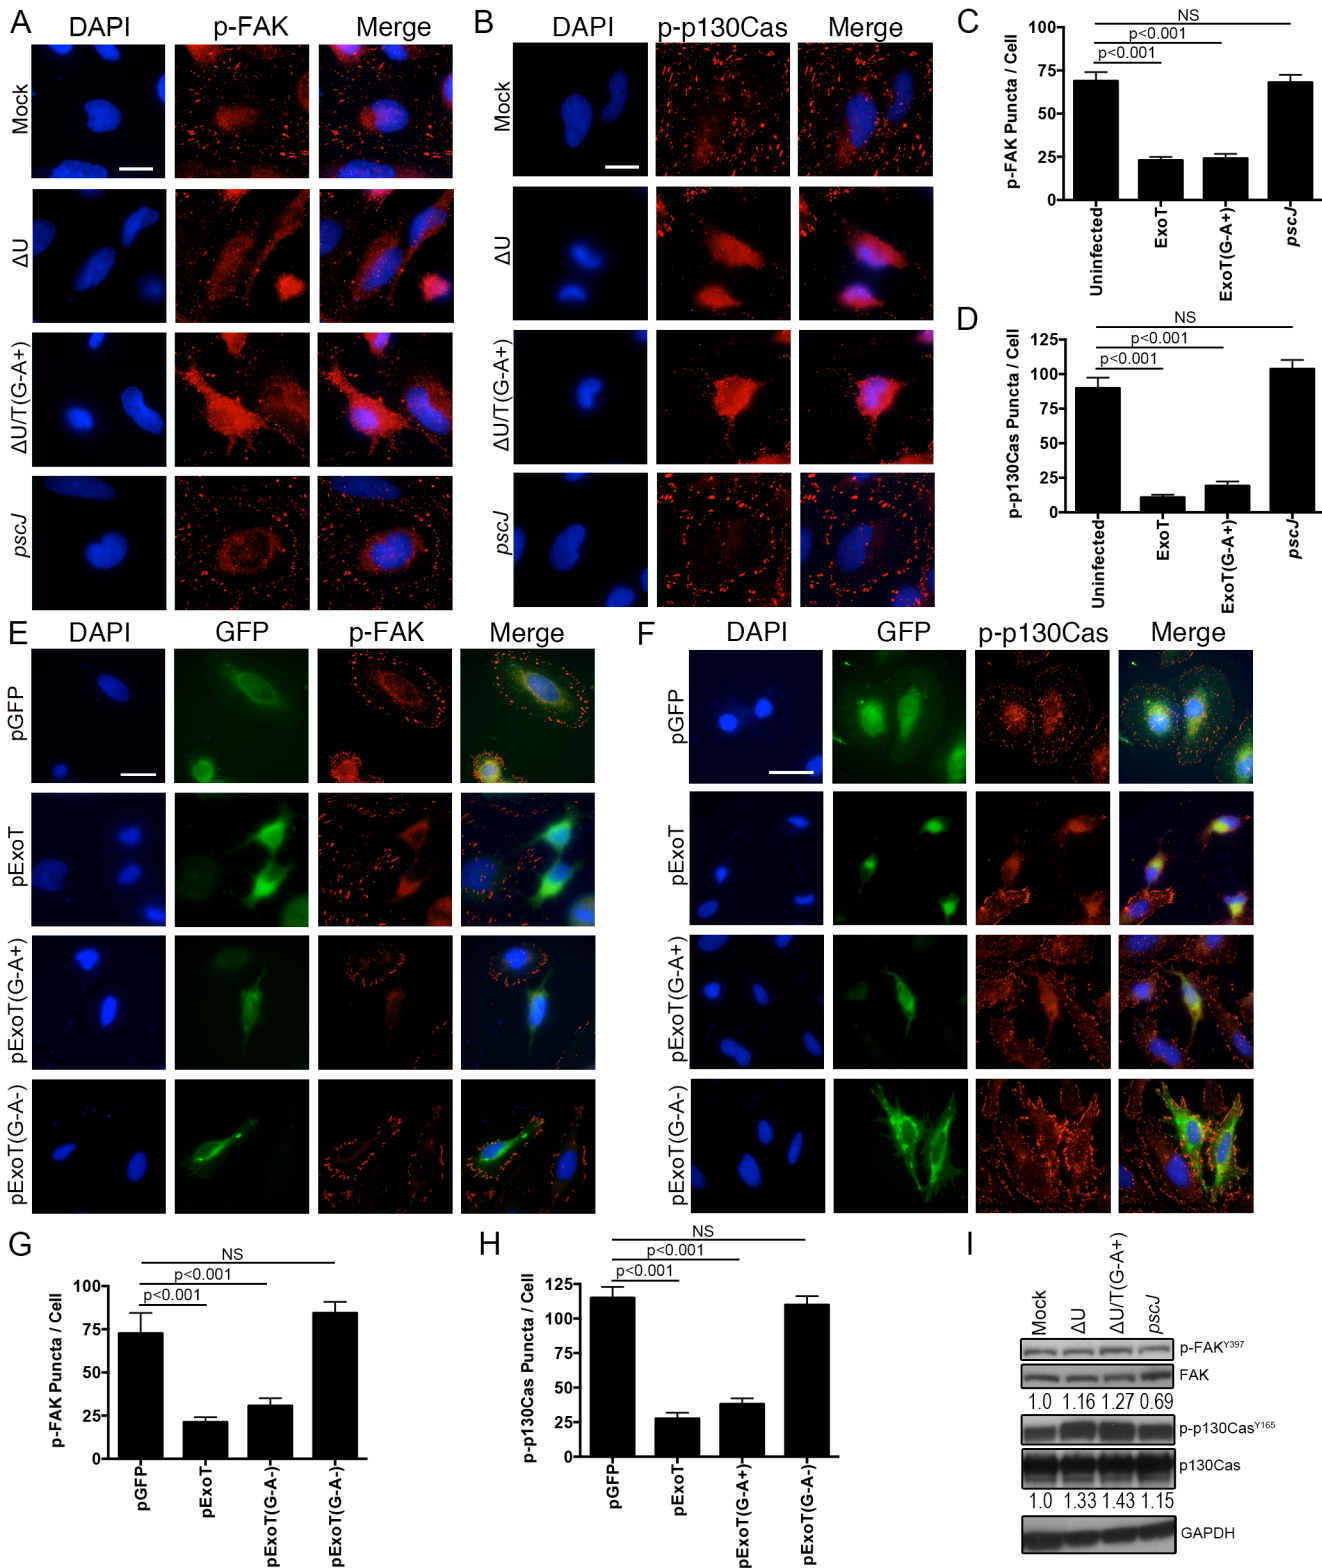 A
DAPI
p-FAK
Merge
Mock
ΔU
ΔU/T(G-A+)
pscJ
B
DAPI
p-p130Cas
Merge
Mock
ΔU
ΔU/T(G-A+)
pscJ
C
NS
p<0.001
p<0.001
p-FAK Puncta / Cell
100
75
50
25
0
Uninfected
ExoT
ExoT(G-A+)
pscJ
D
NS
p<0.001
p<0.001
p-p130Cas Puncta / Cell
125
100
75
50
25
0
Uninfected
ExoT
ExoT(G-A+)
pscJ
E
DAPI
GFP
p-FAK
Merge
pGFP
pExoT
pExoT(G-A+)
pExoT(G-A-)
F
DAPI
GFP
p-p130Cas
Merge
pGFP
pExoT
pExoT(G-A+)
pExoT(G-A-)
G
NS
p<0.001
p<0.001
p-FAK Puncta / Cell
100
75
50
25
0
pGFP
pExoT
pExoT(G-A-)
pExoT(G-A-)
H
NS
p<0.001
p<0.001
p-p130Cas Puncta / Cell
125
100
75
50
25
0
pGFP
pExoT
pExoT(G-A+)
pExoT(G-A-)
I
Mock
ΔU
ΔU/T(G-A+)
pscJ
p-FAKY397
FAK
1.0 1.16 1.27 0.69
p-p130CasY165
p130Cas
1.0 1.33 1.43 1.15
GAPDH